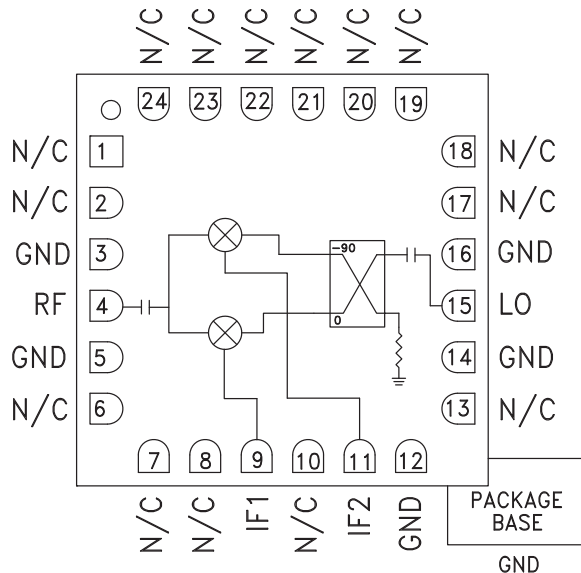 N/C N/C N/C N/C N/C N/C
24 23 22 21 20 19
N/C 1 18 N/C
N/C 2 17 N/C
GND 3 -90 16 GND
RF 4 15 LO
0
GND 5 14 GND
N/C 6 13 N/C
7 8 9 10 11 12
N/C N/C IF1 N/C IF2 GND
PACKAGE
BASE
GND